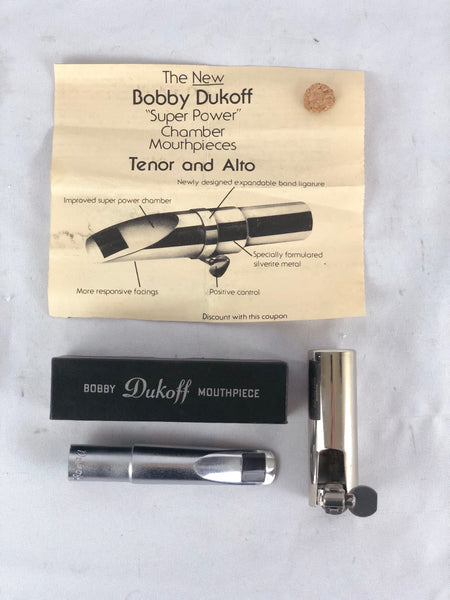 The New
Bobby Dukoff
"Super Power"
Chamber
Mouthpieces
Tenor and Alto
Newly designed expandable band ligature
Improved super power chamber
Specially formulated
silverite metal
More responsive facings
Positive control
Discount with this coupon
BOBBY Dukoff MOUTHPIECE